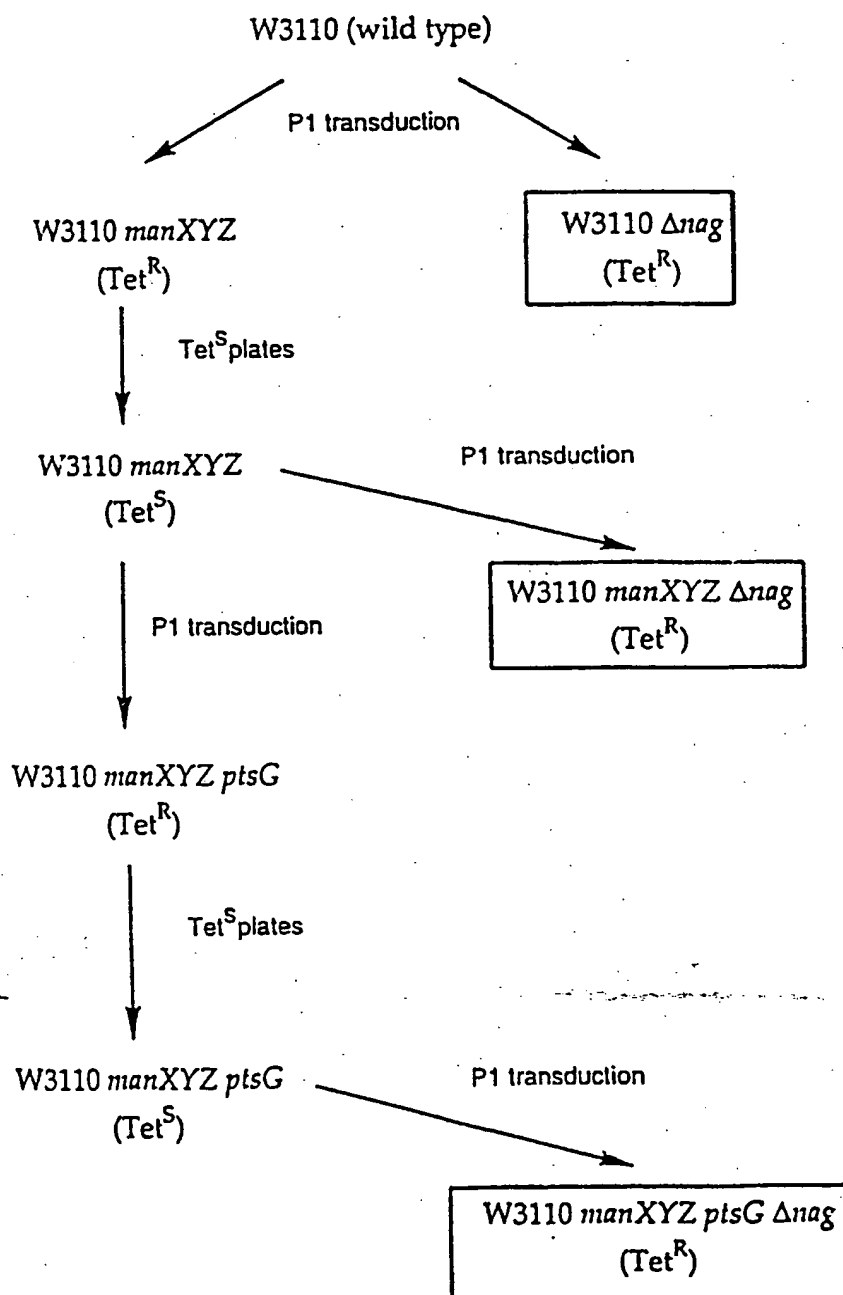 W3110 (wild type)
P1 transduction
W3110 manXYZ
(Tet^R)
W3110 Δnag
(Tet^R)
Tet^S plates
W3110 manXYZ
(Tet^S)
P1 transduction
W3110 manXYZ Δnag
(Tet^R)
P1 transduction
W3110 manXYZ ptsG
(Tet^R)
Tet^S plates
W3110 manXYZ ptsG
(Tet^S)
P1 transduction
W3110 manXYZ ptsG Δnag
(Tet^R)